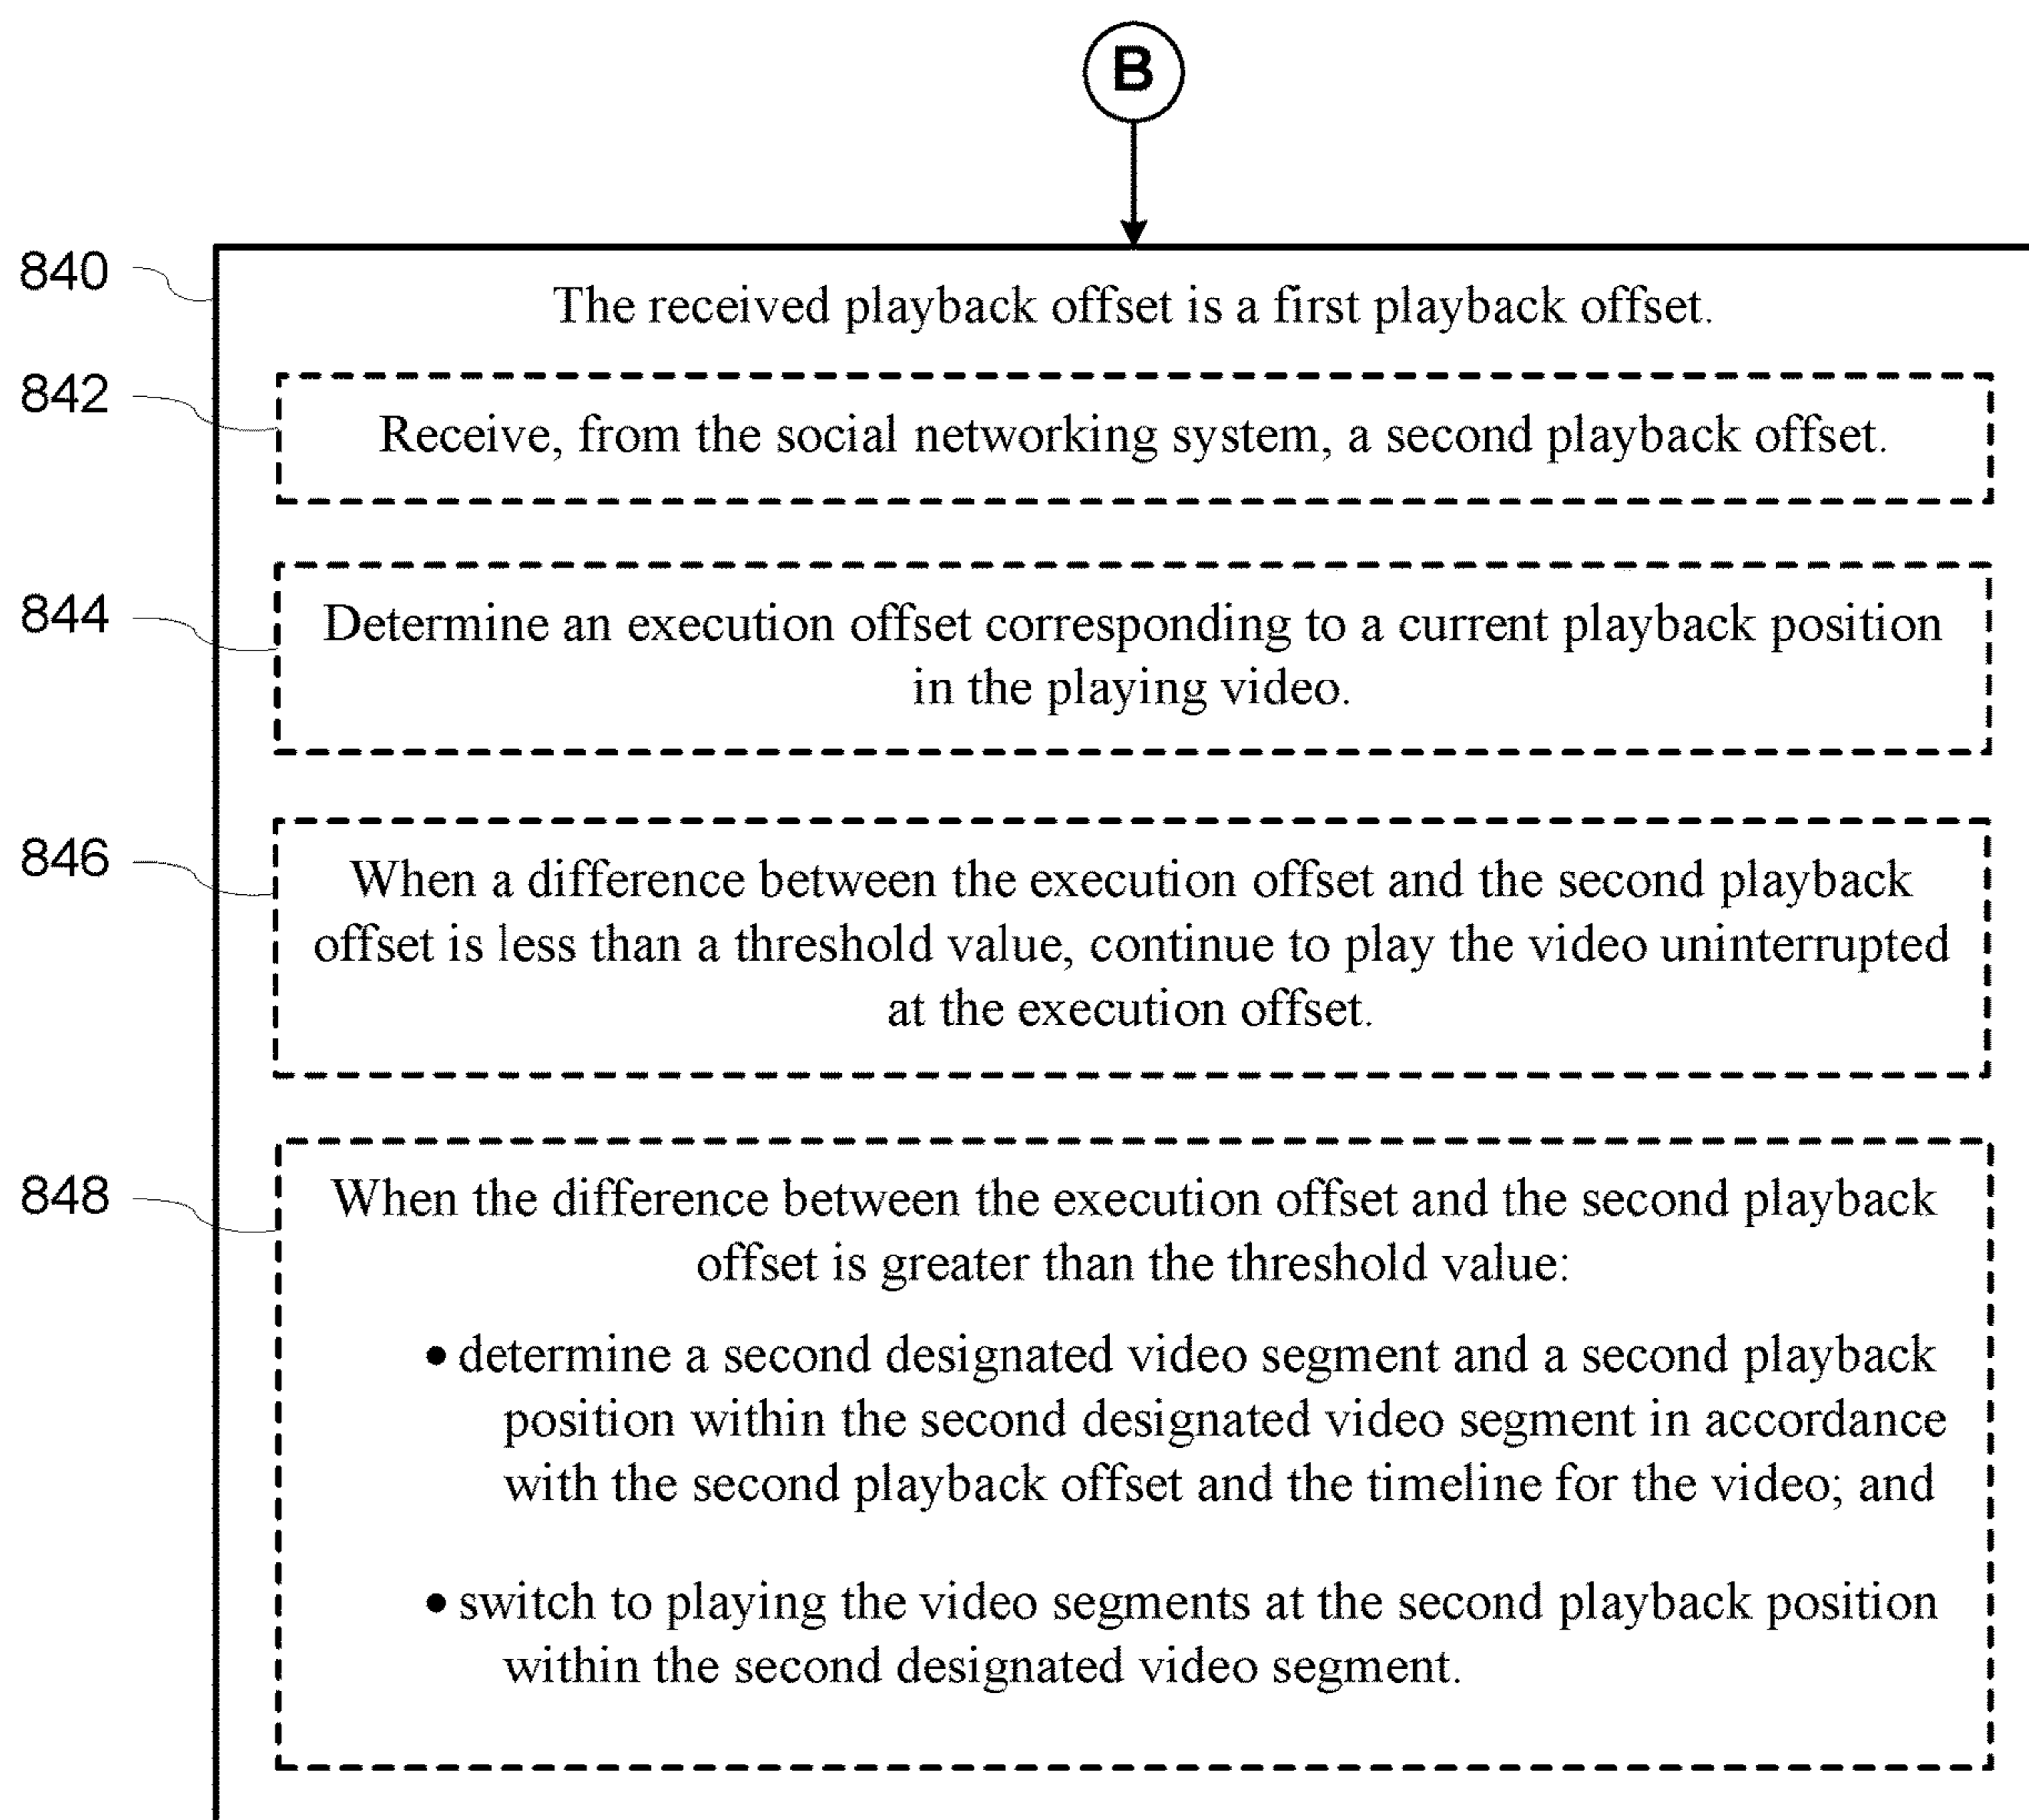 B
840
The received playback offset is a first playback offset.
842
Receive, from the social networking system, a second playback offset.
844
Determine an execution offset corresponding to a current playback position
in the playing video.
846
When a difference between the execution offset and the second playback
offset is less than a threshold value, continue to play the video uninterrupted
at the execution offset.
848
When the difference between the execution offset and the second playback
offset is greater than the threshold value:
• determine a second designated video segment and a second playback
position within the second designated video segment in accordance
with the second playback offset and the timeline for the video; and
• switch to playing the video segments at the second playback position
within the second designated video segment.